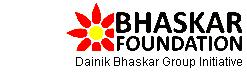 BHASKAR
FOUNDATION
Dainik Bhaskar Group Initiative